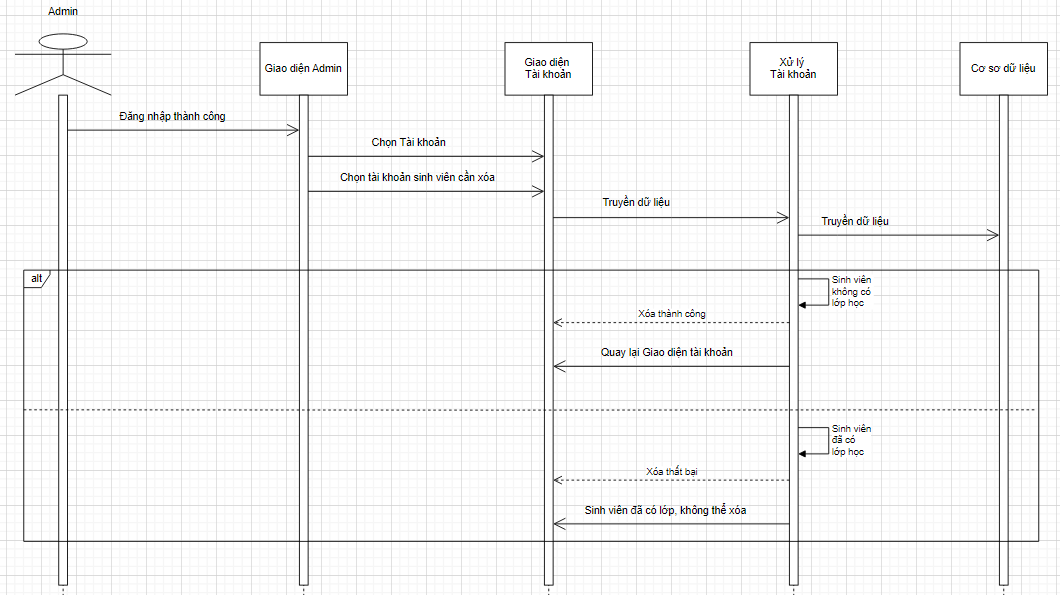 Admin
Giao diện Admin
Giao diện
Tài khoản
Xử lý
Tài khoản
Cơ sơ dữ liệu
Đăng nhập thành công
Chọn Tài khoản
Chọn tài khoản sinh viên cần xóa
Truyền dữ liệu
Truyền dữ liệu
alt
Sinh viên
không có
lớp học
Xóa thành công
Quay lại Giao diện tài khoản
Sinh viên
đã có
lớp học
Xóa thất bại
Sinh viên đã có lớp, không thể xóa